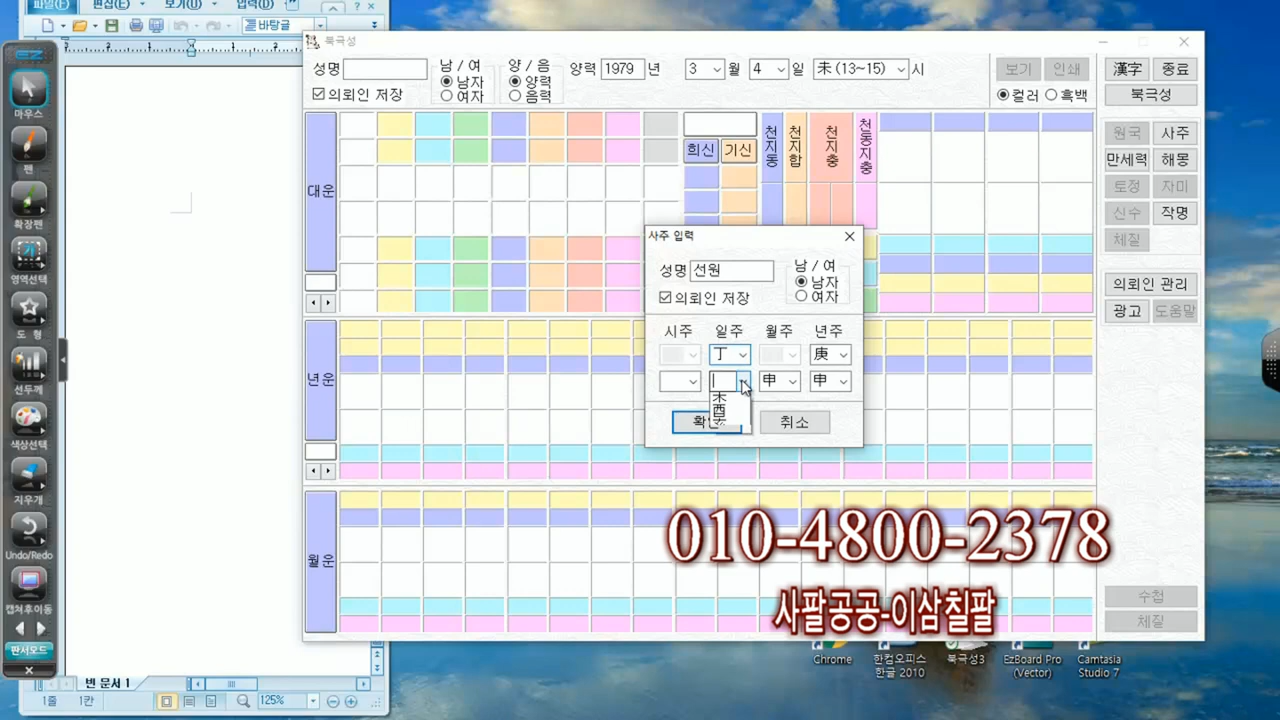 파일(F) 편집(E) 보기(U) 입력(D)
바탕글
EZ
마우스
펜
확장펜
영역선택
도 형
선두께
색상선택
지우개
Undo/Redo
캡쳐후이동
판서모드
북극성
성명 남 / 여 양 / 음 양력 1979 년 3 월 4 일 未 (13~15) 시
남자 양력
의뢰인 저장 여자 음력
보기 인쇄
컬러 흑백
漢字 종료
북극성
원국 사주
만세력 해몽
토정 자미
신수 작명
체질
의뢰인 관리
광고 도움말
수첩
체질
대운
희신 기신
천지동
천지합
천지충
천동지충
년운
월운
사주 입력
성명 선원 남 / 여
남자
의뢰인 저장 여자
시주 일주 월주 년주
丁 庚
申 申
酉
취소
010-4800-2378
사팔공공-이삼칠팔
Chrome
한컴오피스 한글 2010
북극성3
EzBoard Pro (Vector)
Camtasia Studio 7
빈 문서 1
1줄 1칸 125%